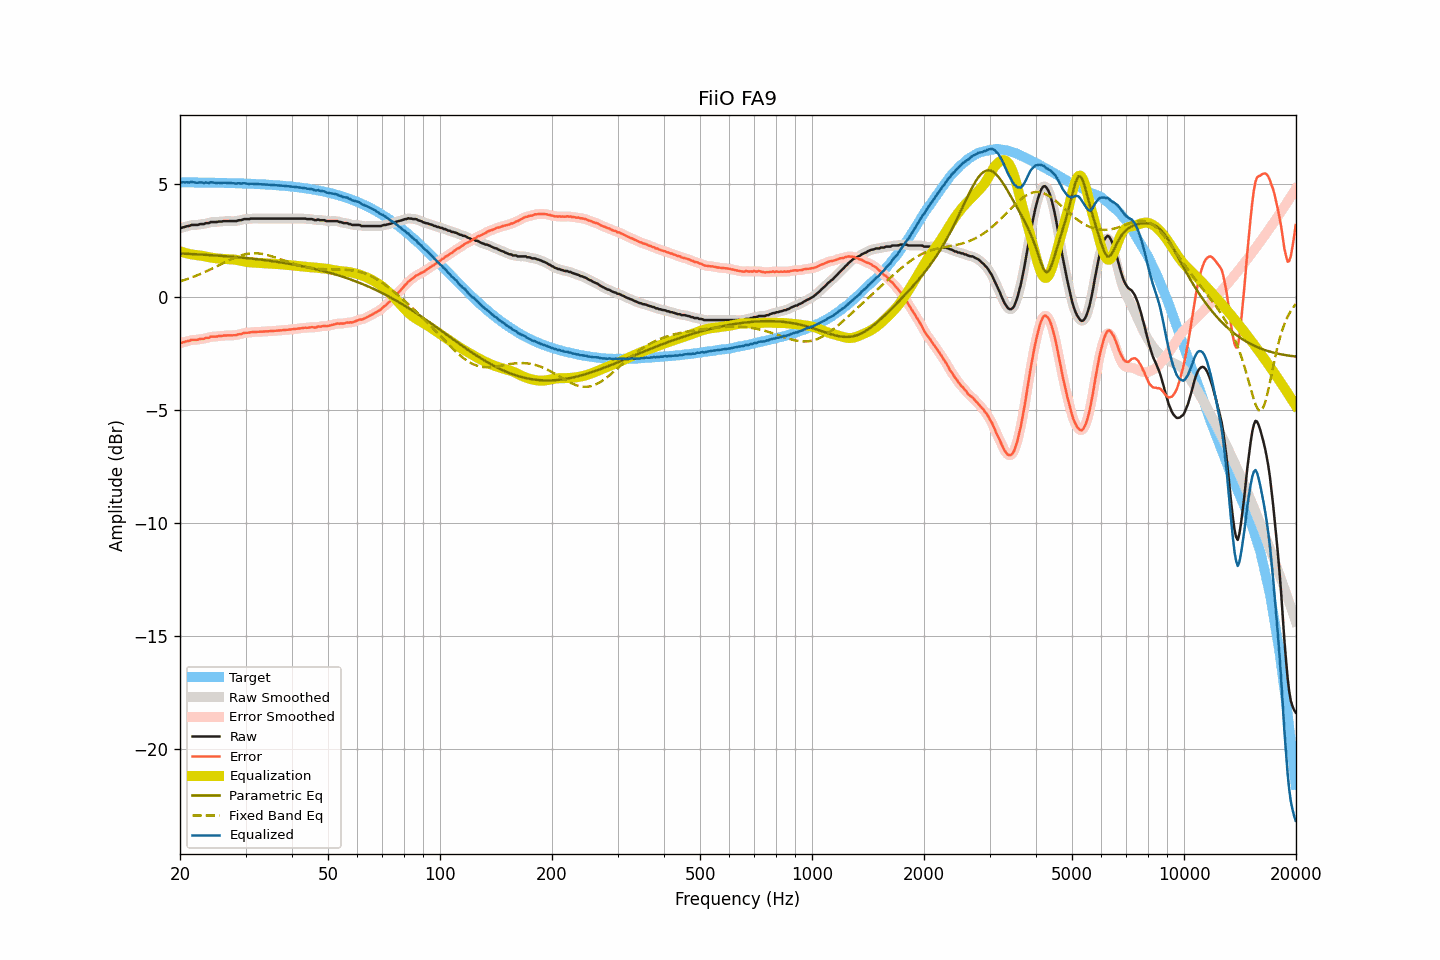 FiiO FA9
5
0
−5
−10
−15
−20
Amplitude (dBr)
Target
Raw Smoothed
Error Smoothed
Raw
Error
Equalization
Parametric Eq
Fixed Band Eq
Equalized
20 50 100 200 500 1000 2000 5000 10000 20000
Frequency (Hz)